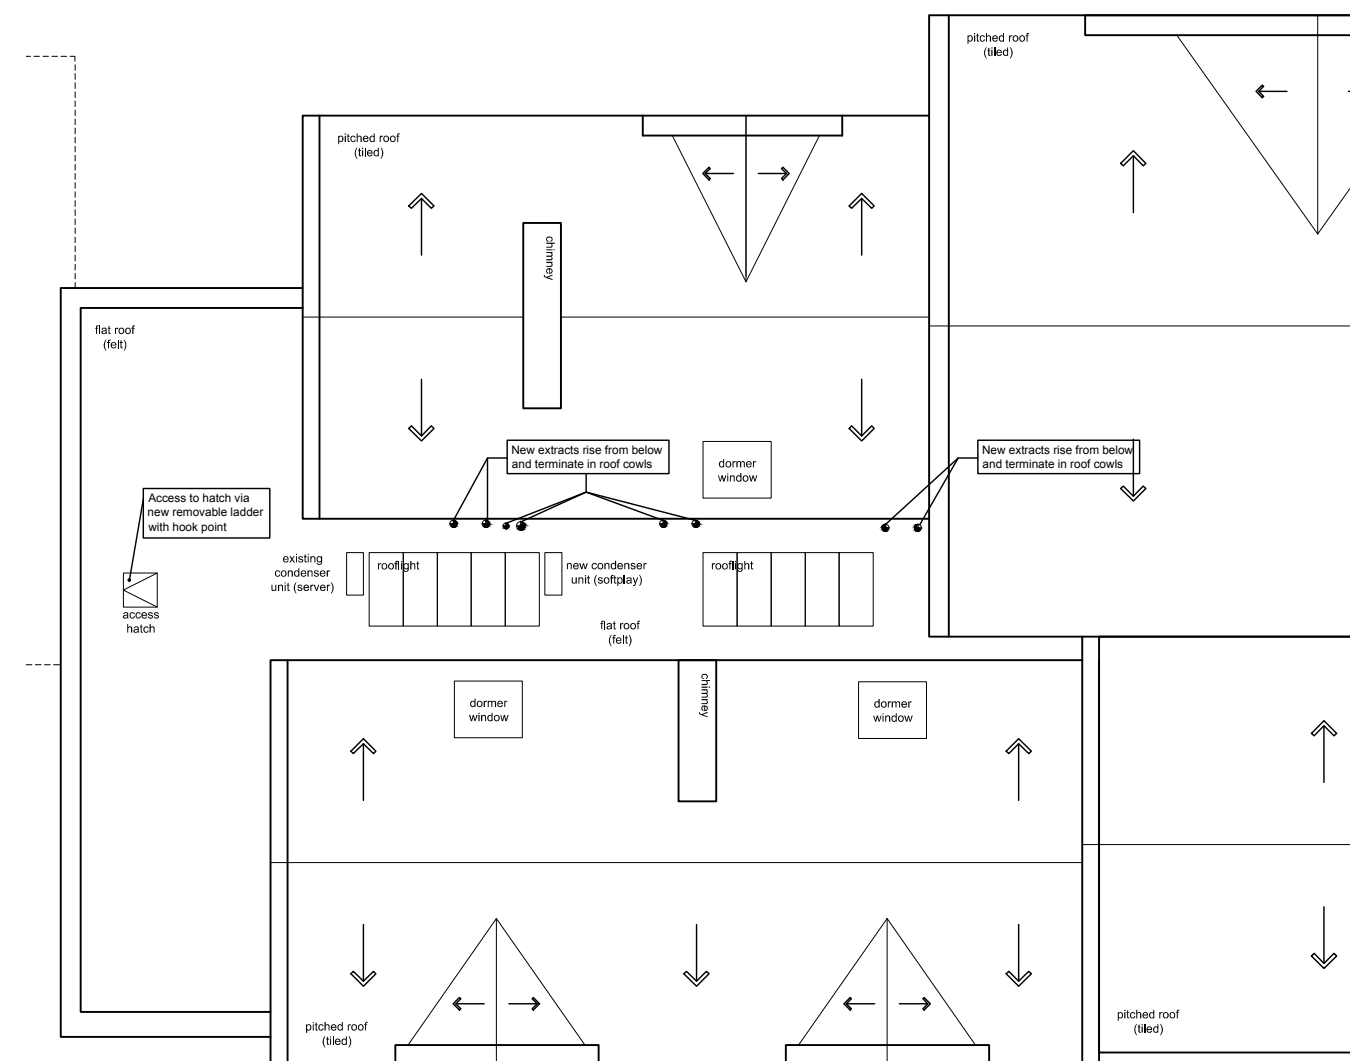 pitched roof
(tiled)
pitched roof
(tiled)
chimney
flat roof
(felt)
New extracts rise from below
and terminate in roof cowls
dormer
window
New extracts rise from below
and terminate in roof cowls
Access to hatch via
new removable ladder
with hook point
existing
condenser
unit (server)
rooflight
new condenser
unit (softplay)
rooflight
access
hatch
flat roof
(felt)
dormer
window
chimney
dormer
window
pitched roof
(tiled)
pitched roof
(tiled)